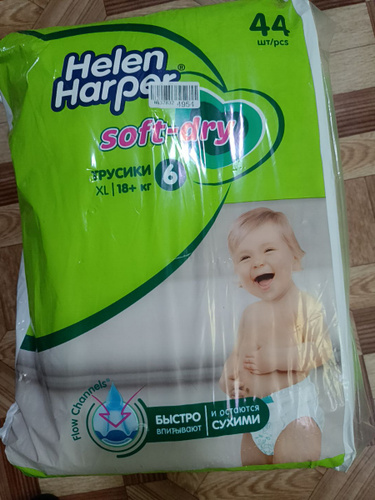 44
шт/pcs
Helen
Harper®
soft-dry
ТРУСИКИ 6
XL | 18+ кг
Flow Channels®
БЫСТРО
впитывают
и остаются
СУХИМИ